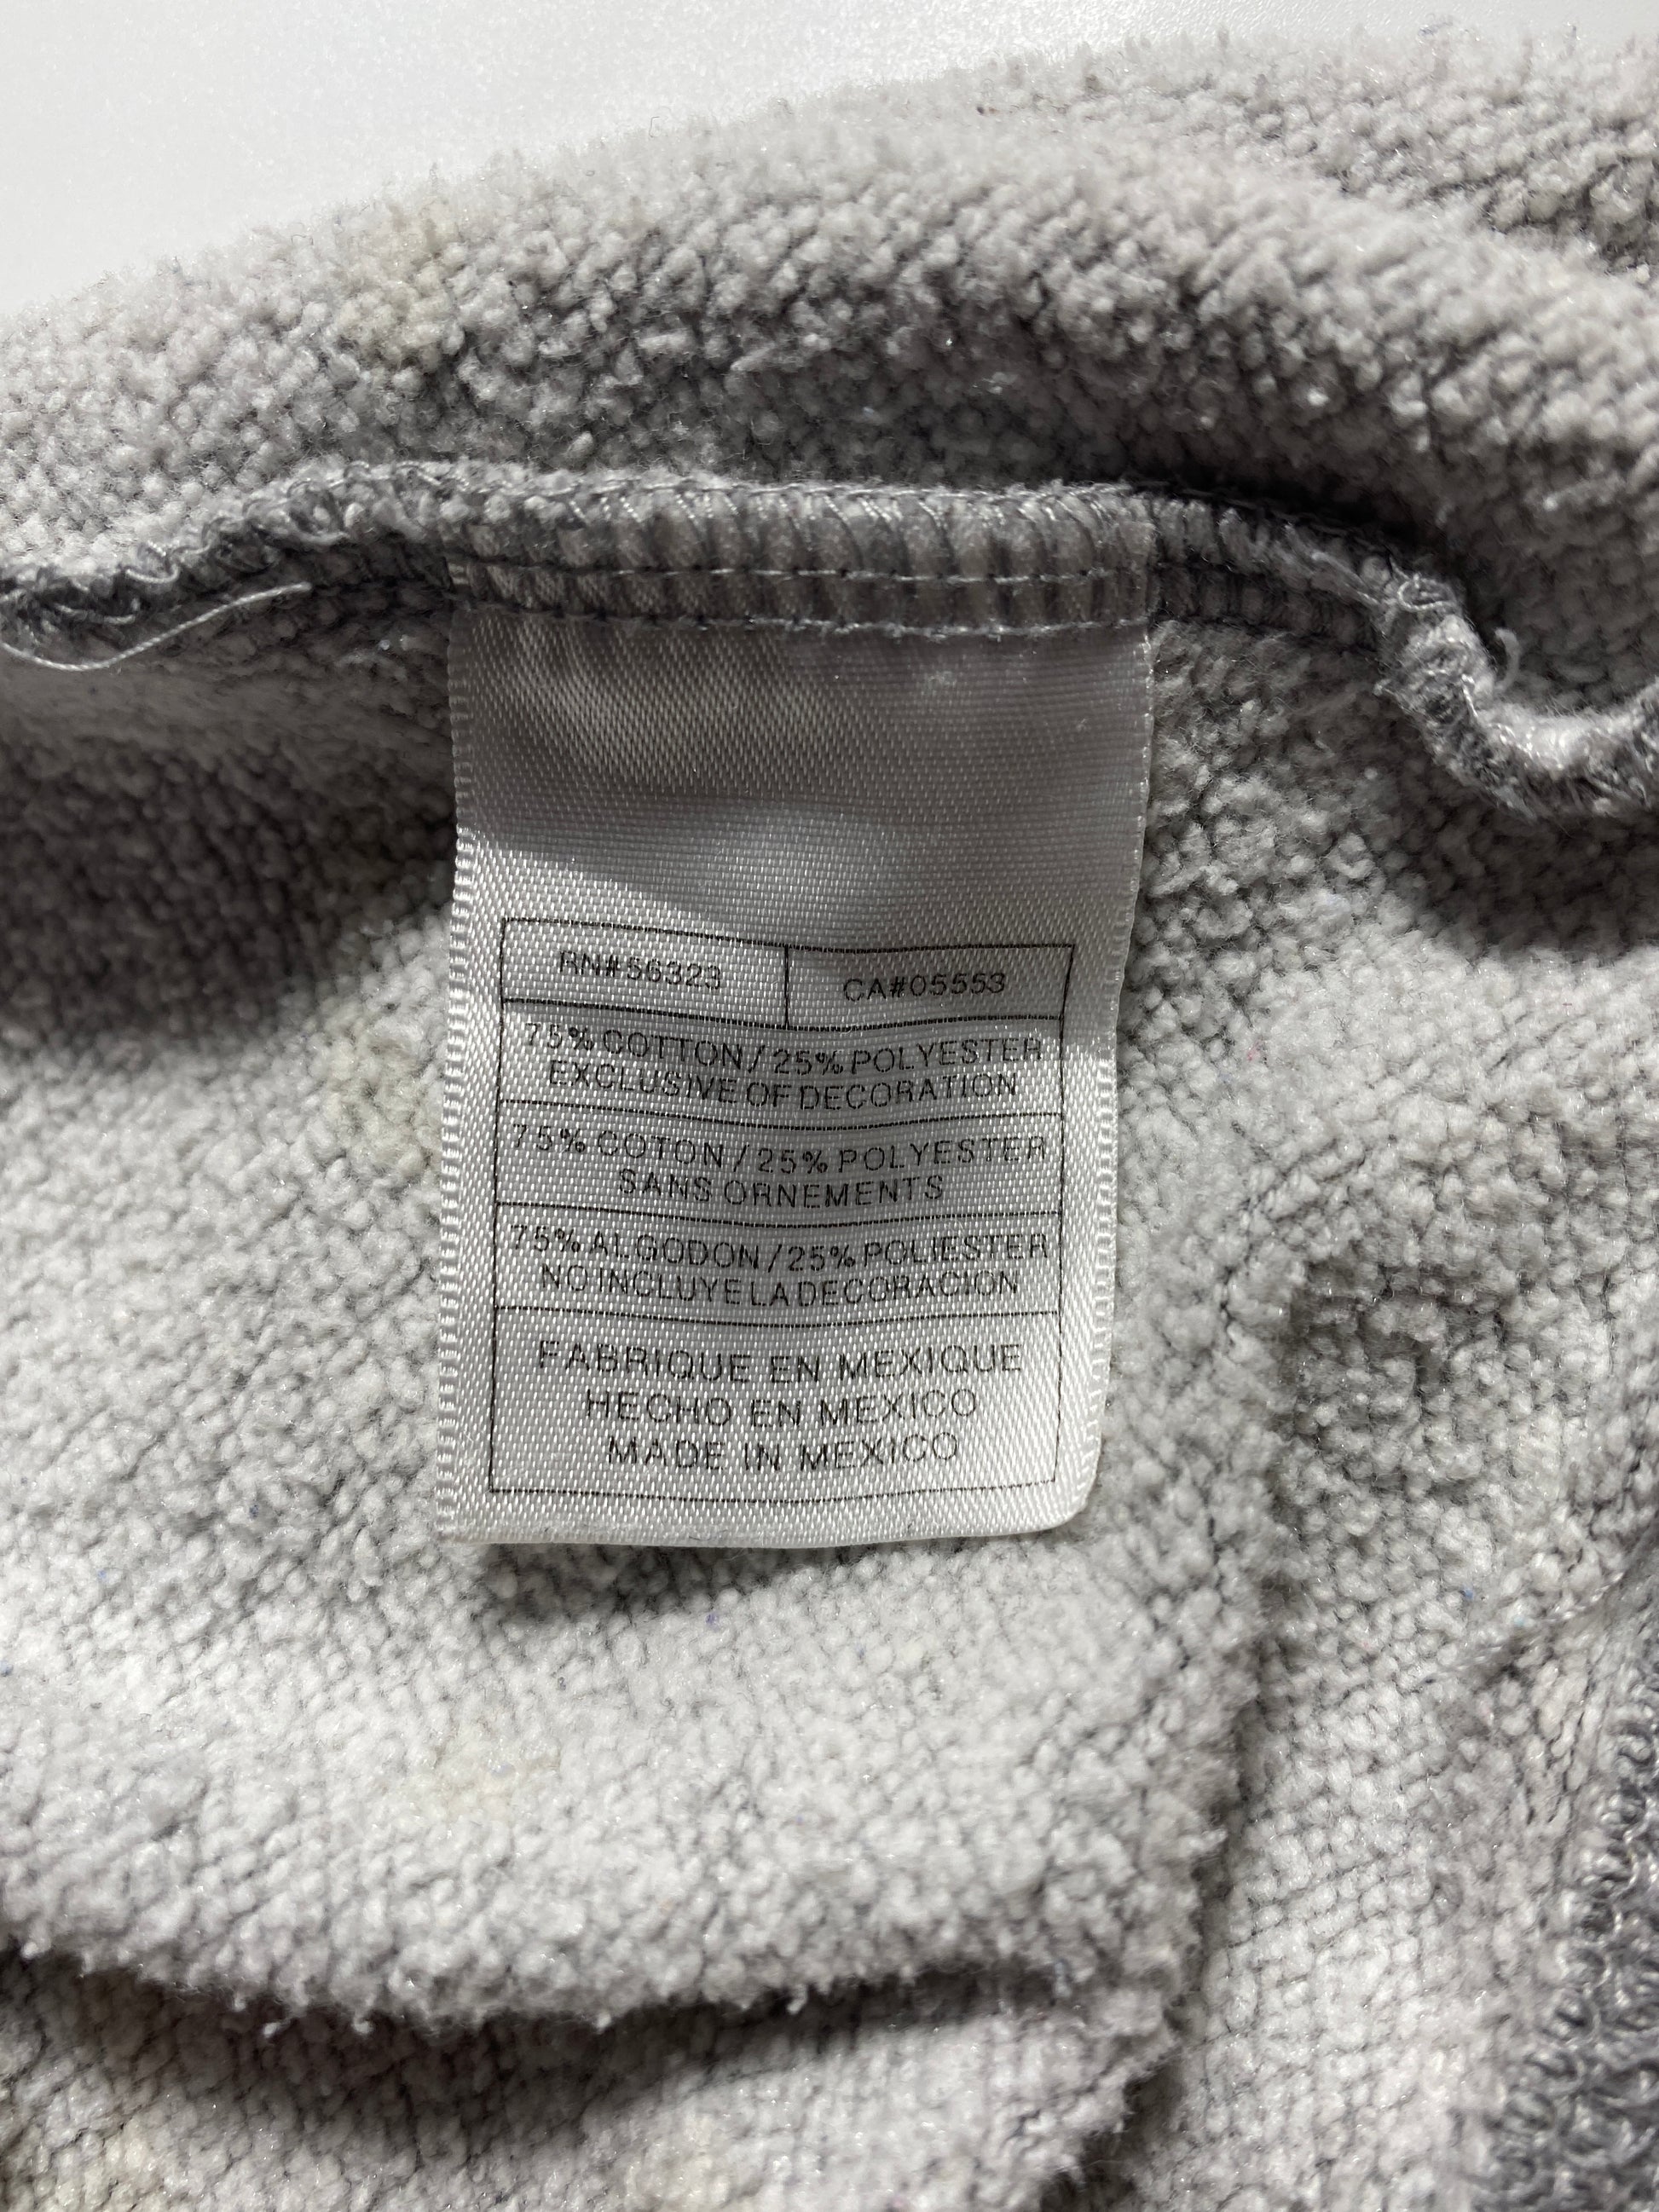 RN#56323
CA#05553
75% COTTON / 25% POLYESTER
EXCLUSIVE OF DECORATION
75% COTON / 25% POLYESTER
SANS ORNEMENTS
75% ALGODON / 25% POLIESTER
NO INCLUYE LA DECORACION
FABRIQUE EN MEXIQUE
HECHO EN MEXICO
MADE IN MEXICO